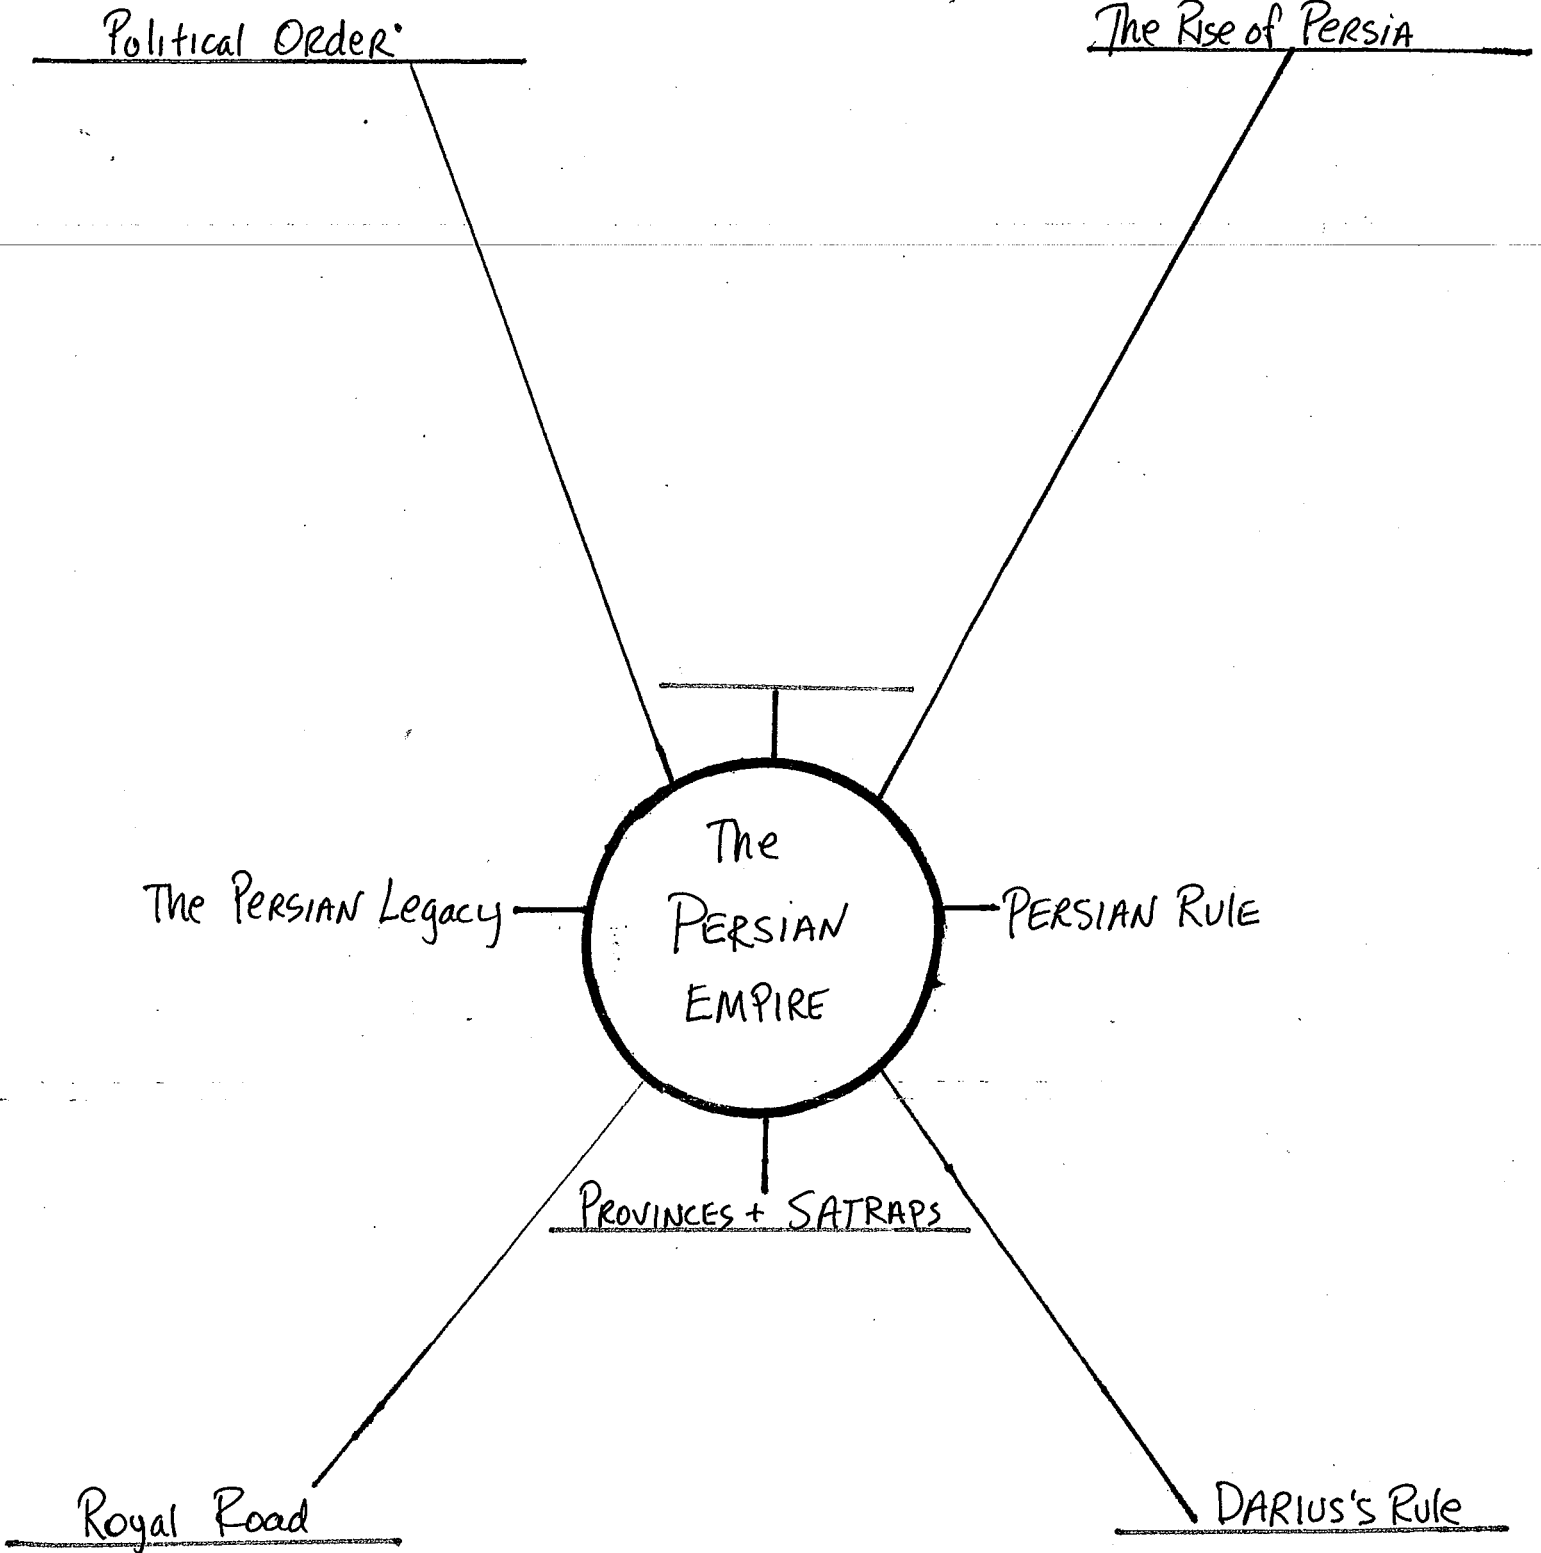 Political Order
The Rise of Persia
The
Persian
Empire
The Persian Legacy
Persian Rule
Provinces + Satraps
Royal Road
Darius's Rule